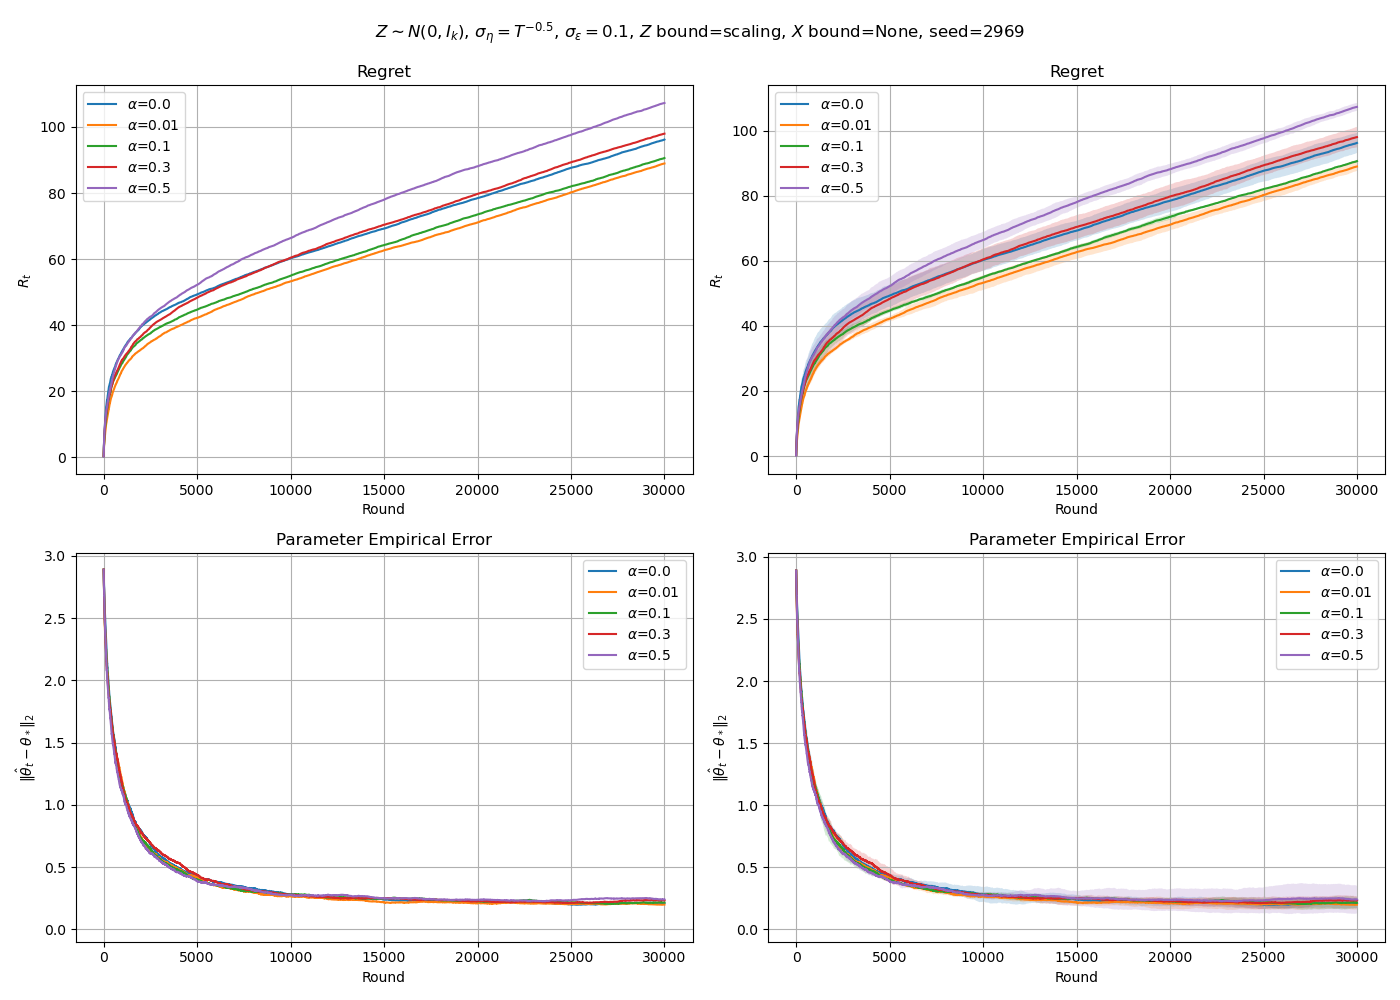 Z ∼ N(0, I_k), σ_η = T^{−0.5}, σ_ε = 0.1, Z bound=scaling, X bound=None, seed=2969
Regret
R_t
100
80
60
40
20
0
0 5000 10000 15000 20000 25000 30000
Round
α=0.0
α=0.01
α=0.1
α=0.3
α=0.5
Regret
R_t
100
80
60
40
20
0
0 5000 10000 15000 20000 25000 30000
Round
α=0.0
α=0.01
α=0.1
α=0.3
α=0.5
Parameter Empirical Error
‖θ̂_t − θ_*‖_2
3.0
2.5
2.0
1.5
1.0
0.5
0.0
0 5000 10000 15000 20000 25000 30000
Round
α=0.0
α=0.01
α=0.1
α=0.3
α=0.5
Parameter Empirical Error
‖θ̂_t − θ_*‖_2
3.0
2.5
2.0
1.5
1.0
0.5
0.0
0 5000 10000 15000 20000 25000 30000
Round
α=0.0
α=0.01
α=0.1
α=0.3
α=0.5